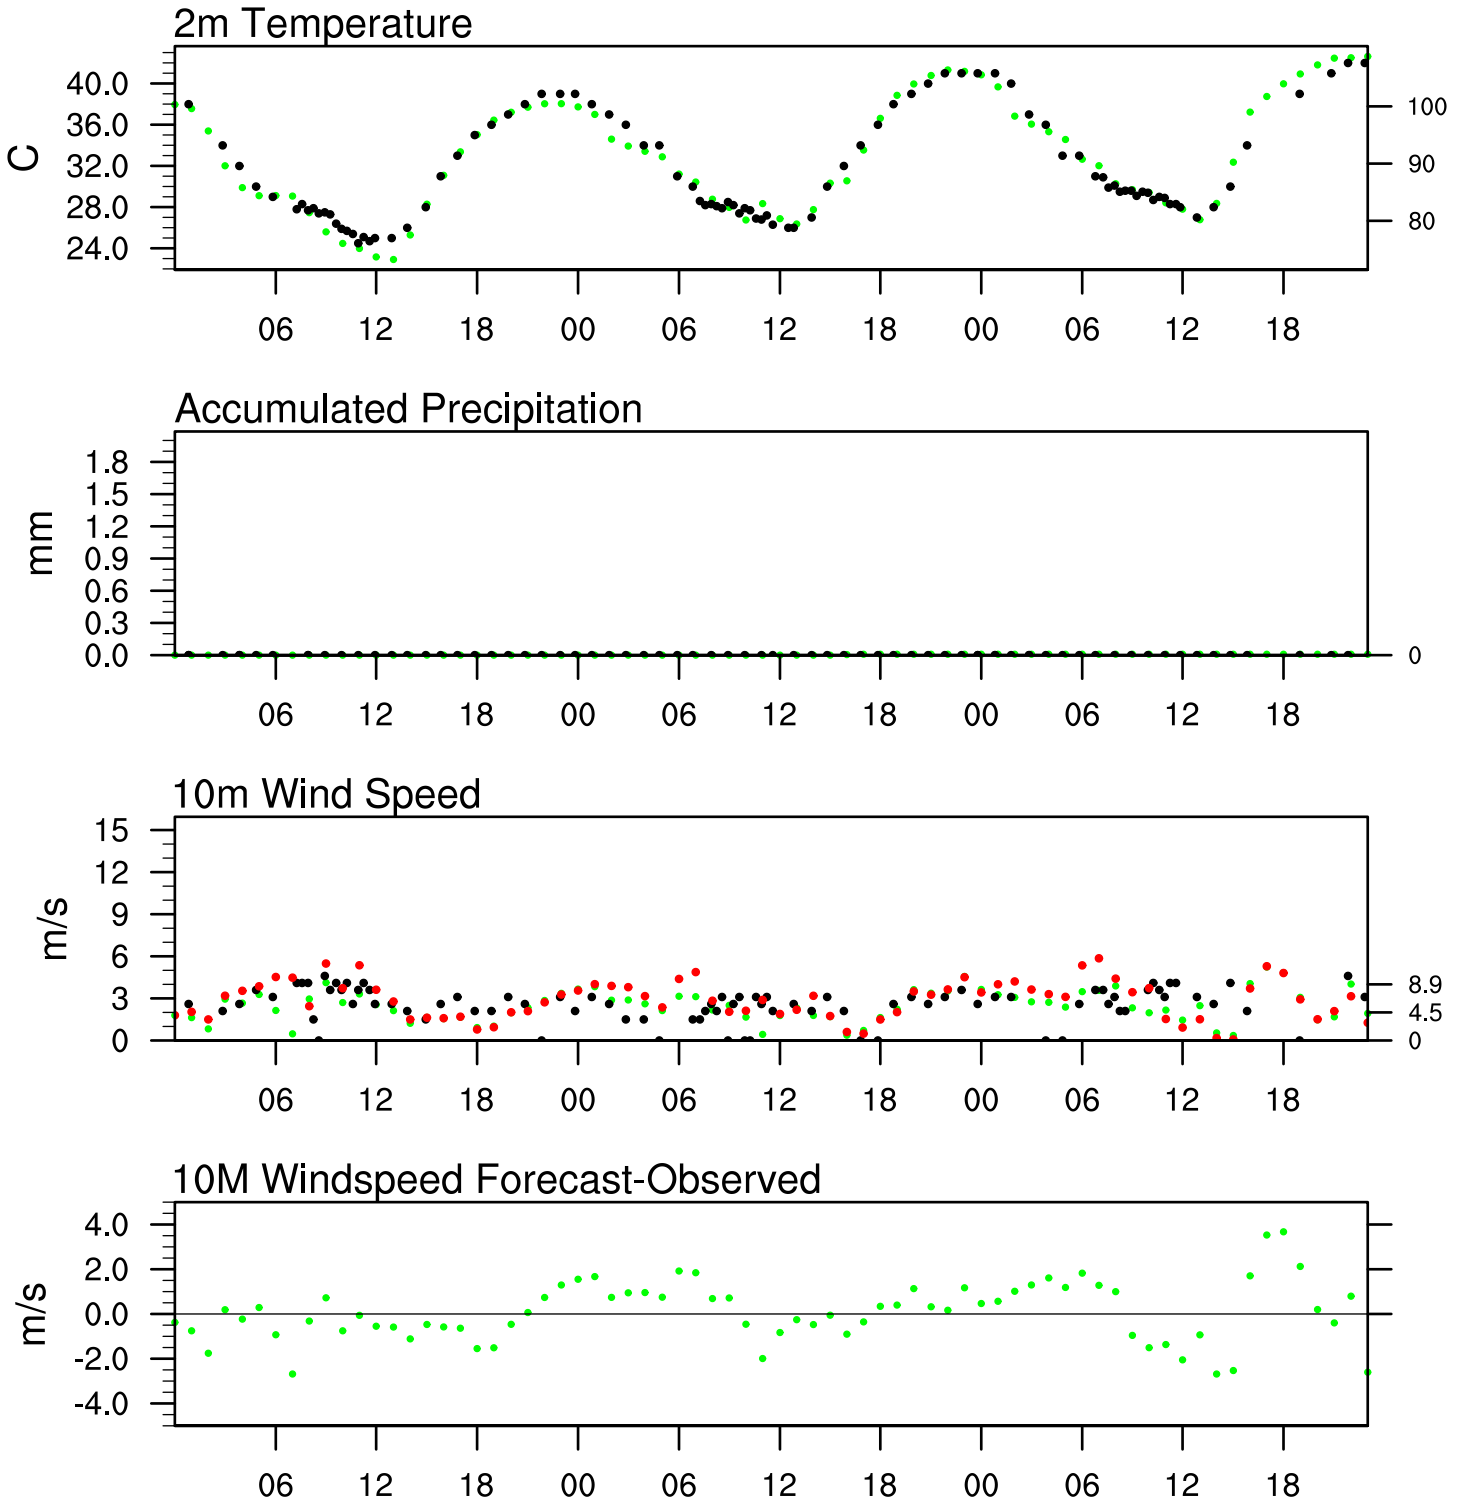 2m Temperature
40.0
36.0
32.0
28.0
24.0
C
100
90
80
06 12 18 00 06 12 18 00 06 12 18
Accumulated Precipitation
1.8
1.5
1.2
0.9
0.6
0.3
0.0
mm
0
06 12 18 00 06 12 18 00 06 12 18
10m Wind Speed
15
12
9
6
3
0
m/s
8.9
4.5
0
06 12 18 00 06 12 18 00 06 12 18
10M Windspeed Forecast-Observed
4.0
2.0
0.0
-2.0
-4.0
m/s
06 12 18 00 06 12 18 00 06 12 18